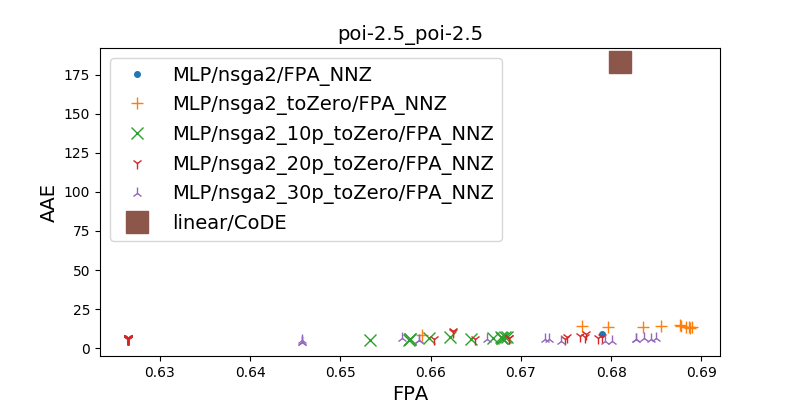 poi-2.5_poi-2.5
MLP/nsga2/FPA_NNZ
MLP/nsga2_toZero/FPA_NNZ
MLP/nsga2_10p_toZero/FPA_NNZ
MLP/nsga2_20p_toZero/FPA_NNZ
MLP/nsga2_30p_toZero/FPA_NNZ
linear/CoDE
AAE
175
150
125
100
75
50
25
0
0.63 0.64 0.65 0.66 0.67 0.68 0.69
FPA